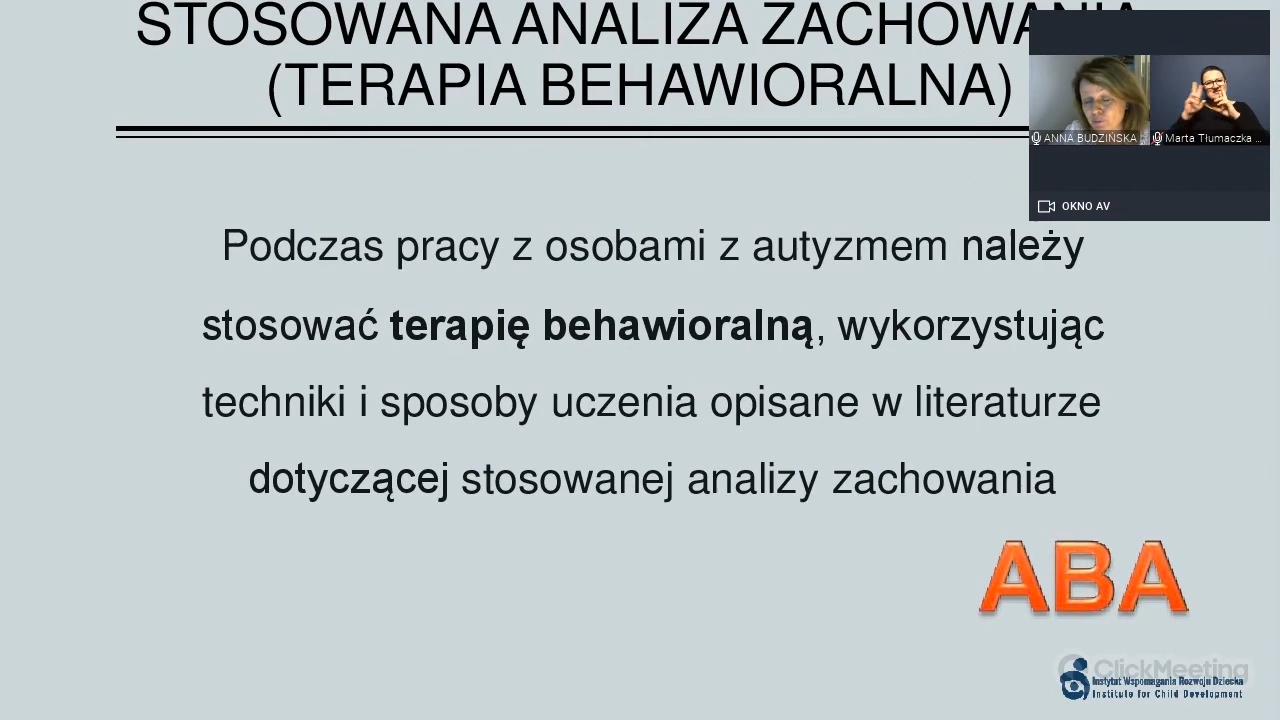 STOSOWANA ANALIZA ZACHOWANIA
(TERAPIA BEHAWIORALNA)
ANNA BUDZIŃSKA
Marta Tłumaczka ...
OKNO AV
Podczas pracy z osobami z autyzmem należy
stosować terapię behawioralną, wykorzystując
techniki i sposoby uczenia opisane w literaturze
dotyczącej stosowanej analizy zachowania
ABA
ClickMeeting
Instytut Wspomagania Rozwoju Dziecka
Institute for Child Development